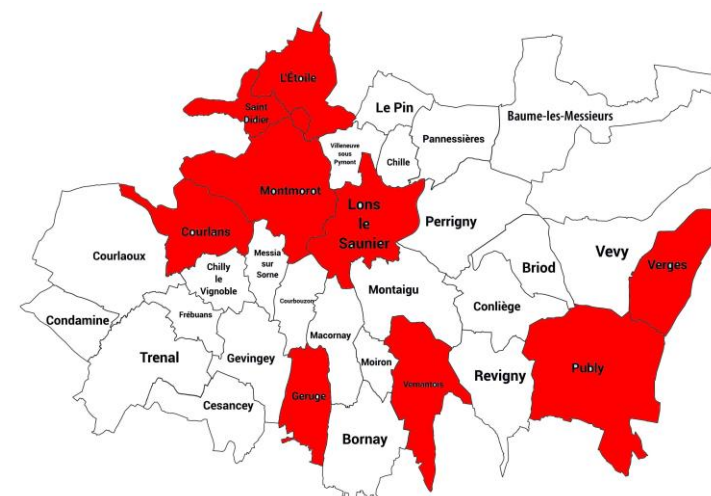 L'Étoile
Saint
Didier
Le Pin
Baume-les-Messieurs
Pannessières
Villeneuve
sous
Pymont
Chille
Montmorot
Lons
le
Saunier
Perrigny
Courlans
Courlaoux
Messia
sur
Sorne
Chilly
le
Vignoble
Vevy
Verges
Briod
Montaigu
Conliège
Courbouzon
Condamine
Frébuans
Macornay
Trenal
Gevingey
Moiron
Publy
Revigny
Vernantois
Geruge
Cesancey
Bornay